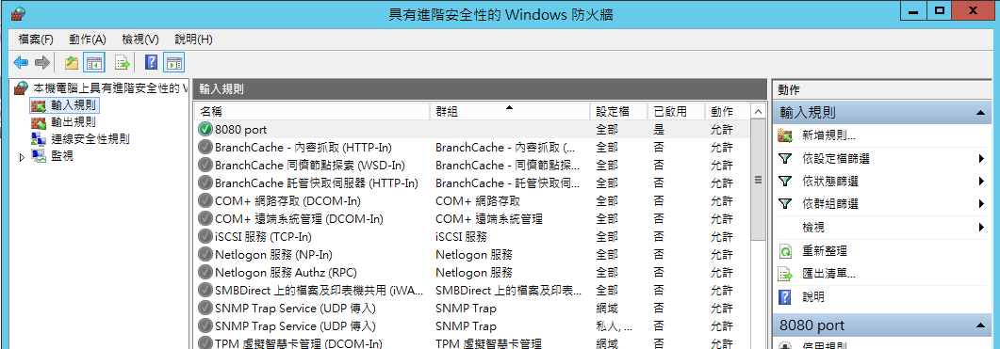 具有進階安全性的 Windows 防火牆
檔案(F) 動作(A) 檢視(V) 說明(H)
本機電腦上具有進階安全性的 W
輸入規則
輸出規則
連線安全性規則
監視
輸入規則
名稱 群組 設定檔 已啟用 動作
8080 port 全部 是 允許
BranchCache - 內容抓取 (HTTP-In) BranchCache - 內容抓取 (... 全部 否 允許
BranchCache 同儕節點探索 (WSD-In) BranchCache - 同儕節點探... 全部 否 允許
BranchCache 託管快取伺服器 (HTTP-In) BranchCache - 託管快取伺... 全部 否 允許
COM+ 網路存取 (DCOM-In) COM+ 網路存取 全部 否 允許
COM+ 遠端系統管理 (DCOM-In) COM+ 遠端系統管理 全部 否 允許
iSCSI 服務 (TCP-In) iSCSI 服務 全部 否 允許
Netlogon 服務 (NP-In) Netlogon 服務 全部 否 允許
Netlogon 服務 Authz (RPC) Netlogon 服務 全部 否 允許
SMBDirect 上的檔案及印表機共用 (iWA... SMBDirect 上的檔案及印表... 全部 否 允許
SNMP Trap Service (UDP 傳入) SNMP Trap 網域 否 允許
SNMP Trap Service (UDP 傳入) SNMP Trap 私人, ... 否 允許
TPM 虛擬智慧卡管理 (DCOM-In) TPM 虛擬智慧卡管理 網域 否 允許
動作
輸入規則
新增規則...
依設定檔篩選
依狀態篩選
依群組篩選
檢視
重新整理
匯出清單...
說明
8080 port
停用規則